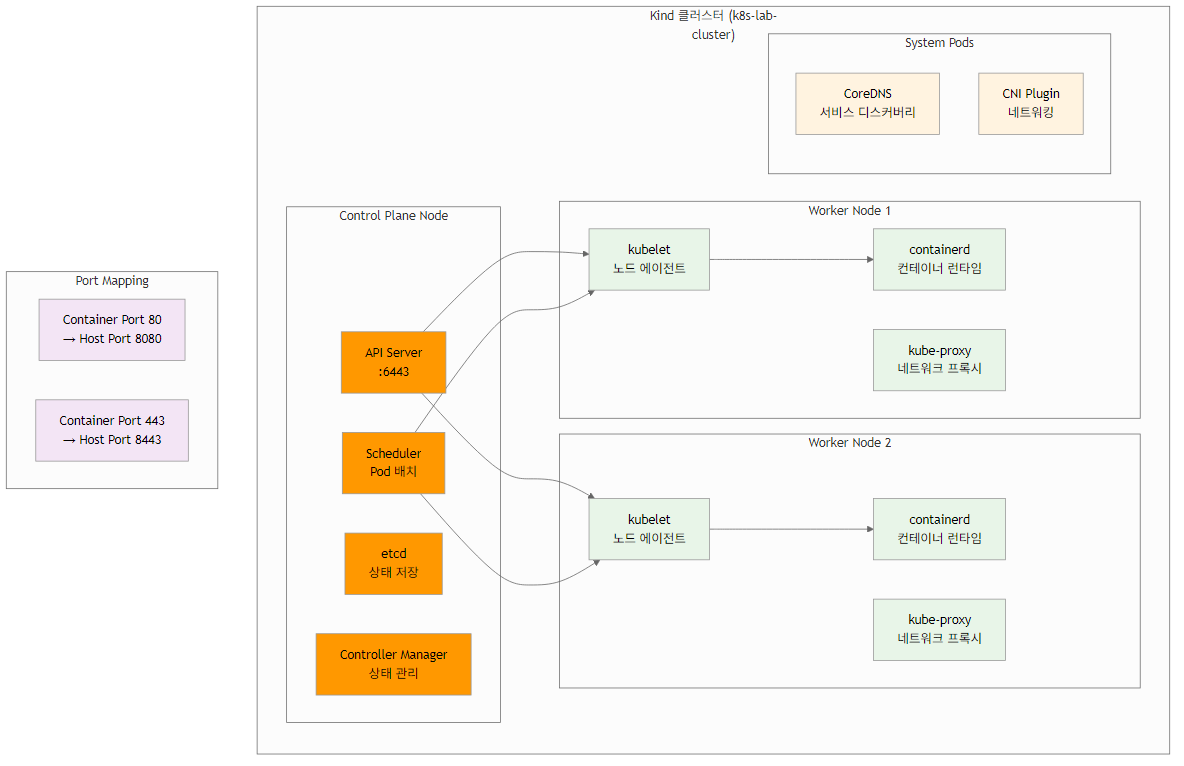 Kind 클러스터 (k8s-lab-
cluster)
System Pods
CoreDNS
서비스 디스커버리
CNI Plugin
네트워킹
Port Mapping
Container Port 80
→ Host Port 8080
Container Port 443
→ Host Port 8443
Control Plane Node
API Server
:6443
Scheduler
Pod 배치
etcd
상태 저장
Controller Manager
상태 관리
Worker Node 1
kubelet
노드 에이전트
containerd
컨테이너 런타임
kube-proxy
네트워크 프록시
Worker Node 2
kubelet
노드 에이전트
containerd
컨테이너 런타임
kube-proxy
네트워크 프록시